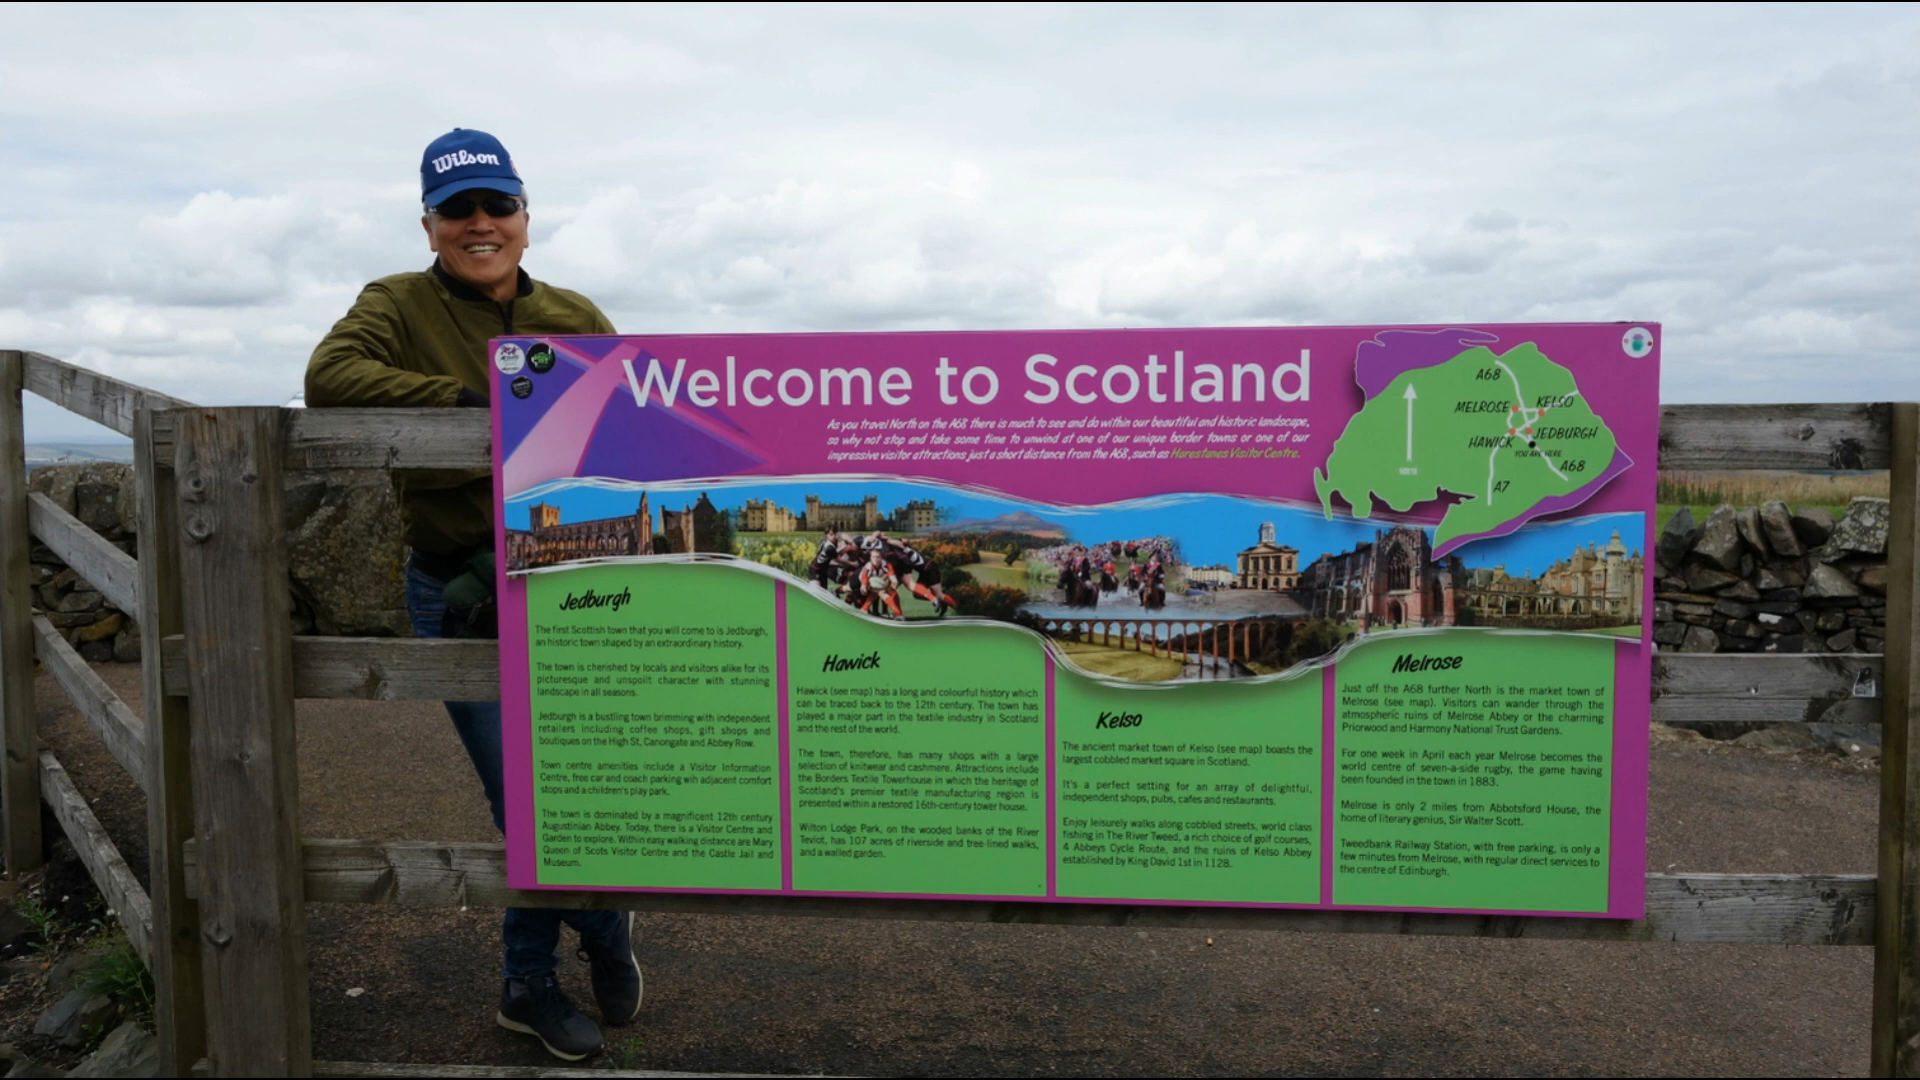 Wilson
Welcome to Scotland
As you travel North on the A68 there is much to see and do within our beautiful and historic landscape,
so why not stop and take some time to unwind at one of our unique border towns or one of our
impressive visitor attractions just a short distance from the A68, such as Harestanes Visitor Centre.
A68
MELROSE
KELSO
HAWICK
JEDBURGH
YOU ARE HERE
A68
A7
Jedburgh
The first Scottish town that you will come to is Jedburgh,
an historic town shaped by an extraordinary history.
The town is cherished by locals and visitors alike for its
picturesque and unspoilt character with stunning
landscape in all seasons.
Jedburgh is a bustling town brimming with independent
retailers including coffee shops, gift shops and
boutiques on the High St, Canongate and Abbey Row.
Town centre amenities include a Visitor Information
Centre, free car and coach parking wih adjacent comfort
stops and a children's play park.
The town is dominated by a magnificent 12th century
Augustinian Abbey. Today, there is a Visitor Centre and
Garden to explore. Within easy walking distance are Mary
Queen of Scots Visitor Centre and the Castle Jail and
Museum.
Hawick
Hawick (see map) has a long and colourful history which
can be traced back to the 12th century. The town has
played a major part in the textile industry in Scotland
and the rest of the world.
The town, therefore, has many shops with a large
selection of knitwear and cashmere. Attractions include
the Borders Textile Towerhouse in which the heritage of
Scotland's premier textile manufacturing region is
presented within a restored 16th-century tower house.
Wilton Lodge Park, on the wooded banks of the River
Teviot, has 107 acres of riverside and tree-lined walks,
and a walled garden.
Kelso
The ancient market town of Kelso (see map) boasts the
largest cobbled market square in Scotland.
It's a perfect setting for an array of delightful,
independent shops, pubs, cafes and restaurants.
Enjoy leisurely walks along cobbled streets, world class
fishing in The River Tweed, a rich choice of golf courses,
4 Abbeys Cycle Route, and the ruins of Kelso Abbey
established by King David 1st in 1128.
Melrose
Just off the A68 further North is the market town of
Melrose (see map). Visitors can wander through the
atmospheric ruins of Melrose Abbey or the charming
Priorwood and Harmony National Trust Gardens.
For one week in April each year Melrose becomes the
world centre of seven-a-side rugby, the game having
been founded in the town in 1883.
Melrose is only 2 miles from Abbotsford House, the
home of literary genius, Sir Walter Scott.
Tweedbank Railway Station, with free parking, is only a
few minutes from Melrose, with regular direct services to
the centre of Edinburgh.